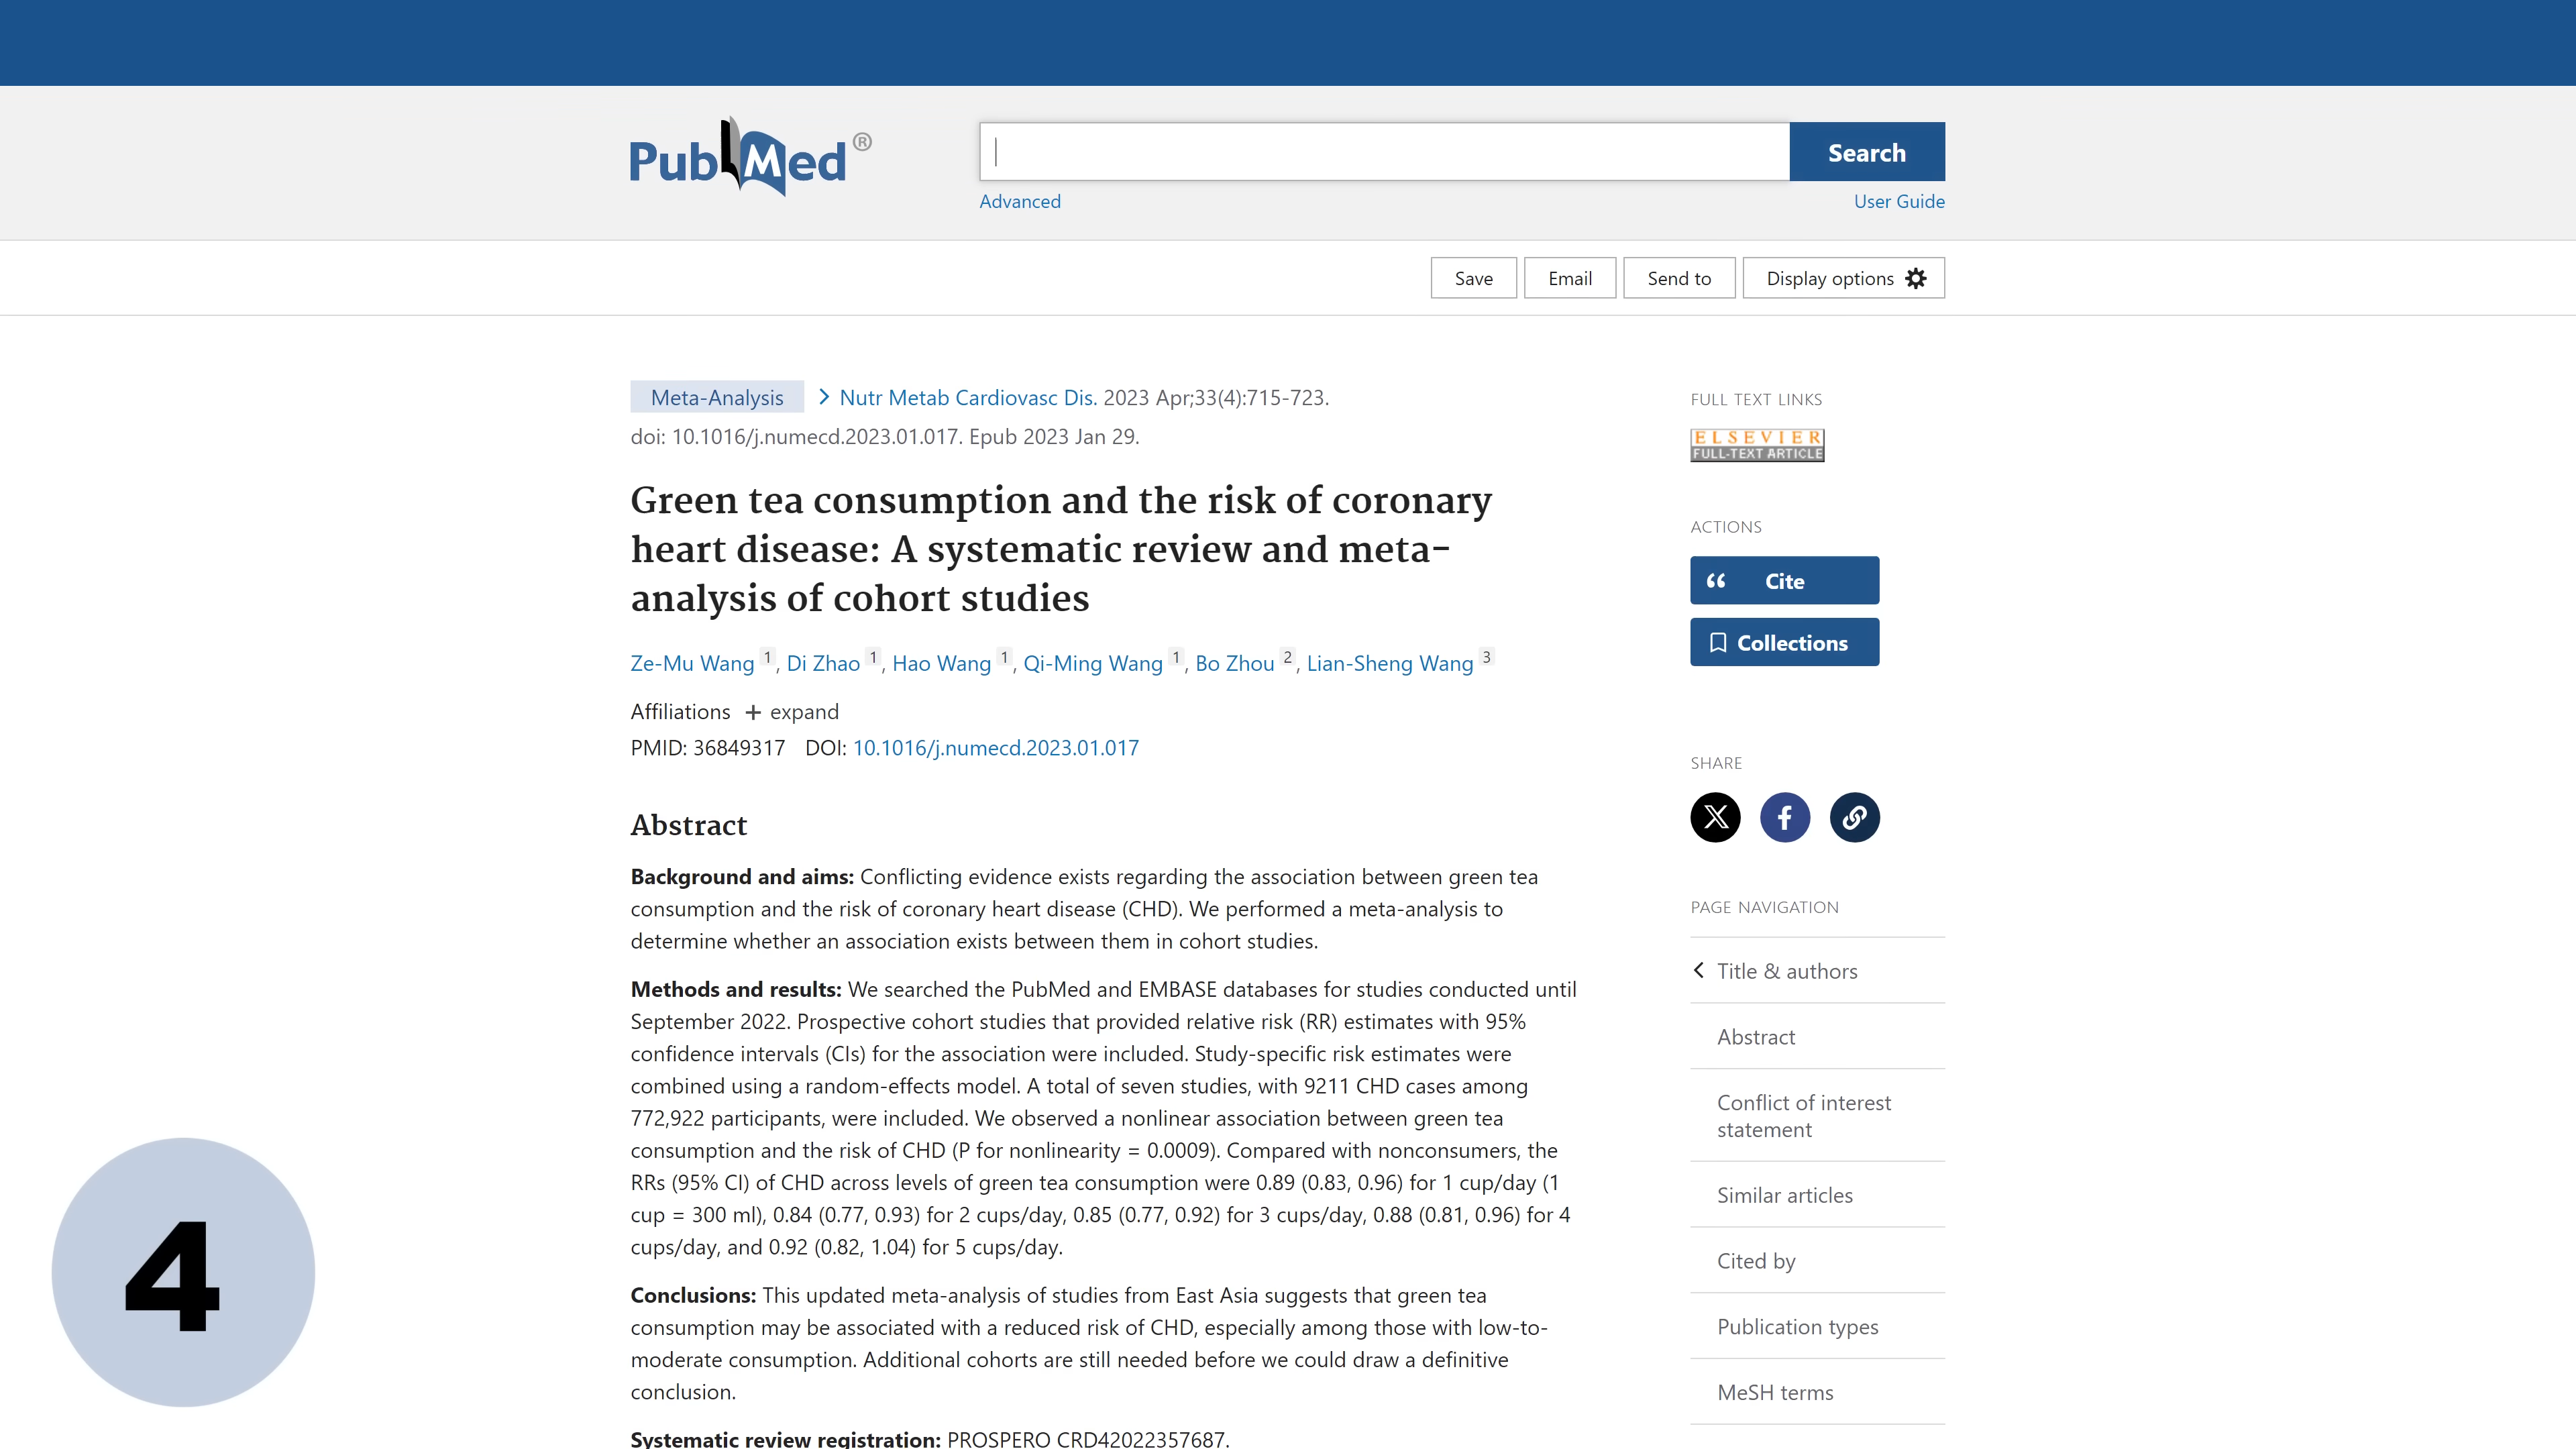 PubMed®
Search
Advanced
User Guide
Save
Email
Send to
Display options
Meta-Analysis
Nutr Metab Cardiovasc Dis. 2023 Apr;33(4):715-723.
doi: 10.1016/j.numecd.2023.01.017. Epub 2023 Jan 29.
Green tea consumption and the risk of coronary
heart disease: A systematic review and meta-
analysis of cohort studies
Ze-Mu Wang 1, Di Zhao 1, Hao Wang 1, Qi-Ming Wang 1, Bo Zhou 2, Lian-Sheng Wang 3
Affiliations + expand
PMID: 36849317 DOI: 10.1016/j.numecd.2023.01.017
Abstract
Background and aims: Conflicting evidence exists regarding the association between green tea
consumption and the risk of coronary heart disease (CHD). We performed a meta-analysis to
determine whether an association exists between them in cohort studies.
Methods and results: We searched the PubMed and EMBASE databases for studies conducted until
September 2022. Prospective cohort studies that provided relative risk (RR) estimates with 95%
confidence intervals (CIs) for the association were included. Study-specific risk estimates were
combined using a random-effects model. A total of seven studies, with 9211 CHD cases among
772,922 participants, were included. We observed a nonlinear association between green tea
consumption and the risk of CHD (P for nonlinearity = 0.0009). Compared with nonconsumers, the
RRs (95% CI) of CHD across levels of green tea consumption were 0.89 (0.83, 0.96) for 1 cup/day (1
cup = 300 ml), 0.84 (0.77, 0.93) for 2 cups/day, 0.85 (0.77, 0.92) for 3 cups/day, 0.88 (0.81, 0.96) for 4
cups/day, and 0.92 (0.82, 1.04) for 5 cups/day.
Conclusions: This updated meta-analysis of studies from East Asia suggests that green tea
consumption may be associated with a reduced risk of CHD, especially among those with low-to-
moderate consumption. Additional cohorts are still needed before we could draw a definitive
conclusion.
Systematic review registration: PROSPERO CRD42022357687.
FULL TEXT LINKS
ELSEVIER
FULL-TEXT ARTICLE
ACTIONS
Cite
Collections
SHARE
PAGE NAVIGATION
Title & authors
Abstract
Conflict of interest
statement
Similar articles
Cited by
Publication types
MeSH terms
4